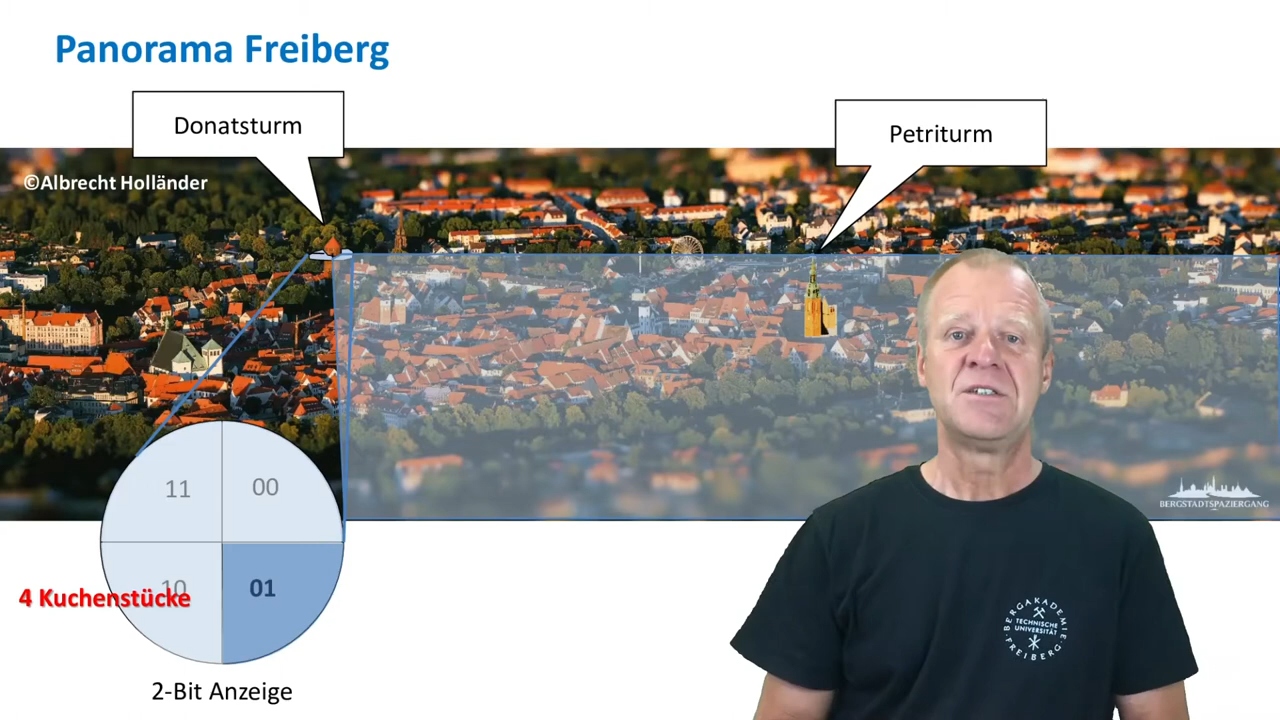 Panorama Freiberg
Donatsturm
Petriturm
©Albrecht Holländer
11
00
10
01
4 Kuchenstücke
2-Bit Anzeige
BERGSTADTSPAZIERGANG
BERGAKADEMIE
TECHNISCHE
UNIVERSITÄT
FREIBERG